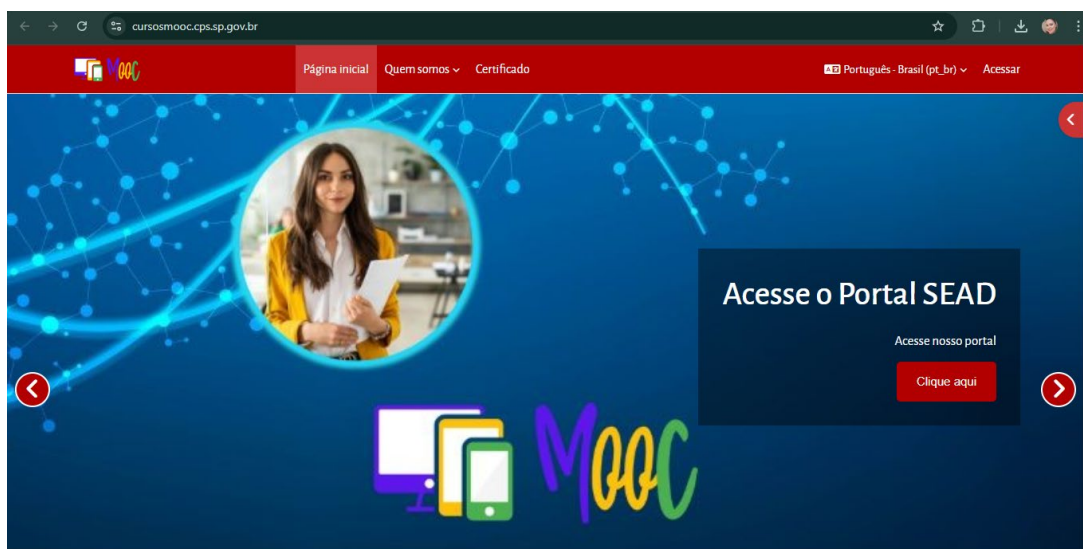 cursosmooc.cps.sp.gov.br
MOOC Página inicial Quem somos Certificado Português - Brasil (pt_br) Acessar
Acesse o Portal SEAD
Acesse nosso portal
Clique aqui
MOOC